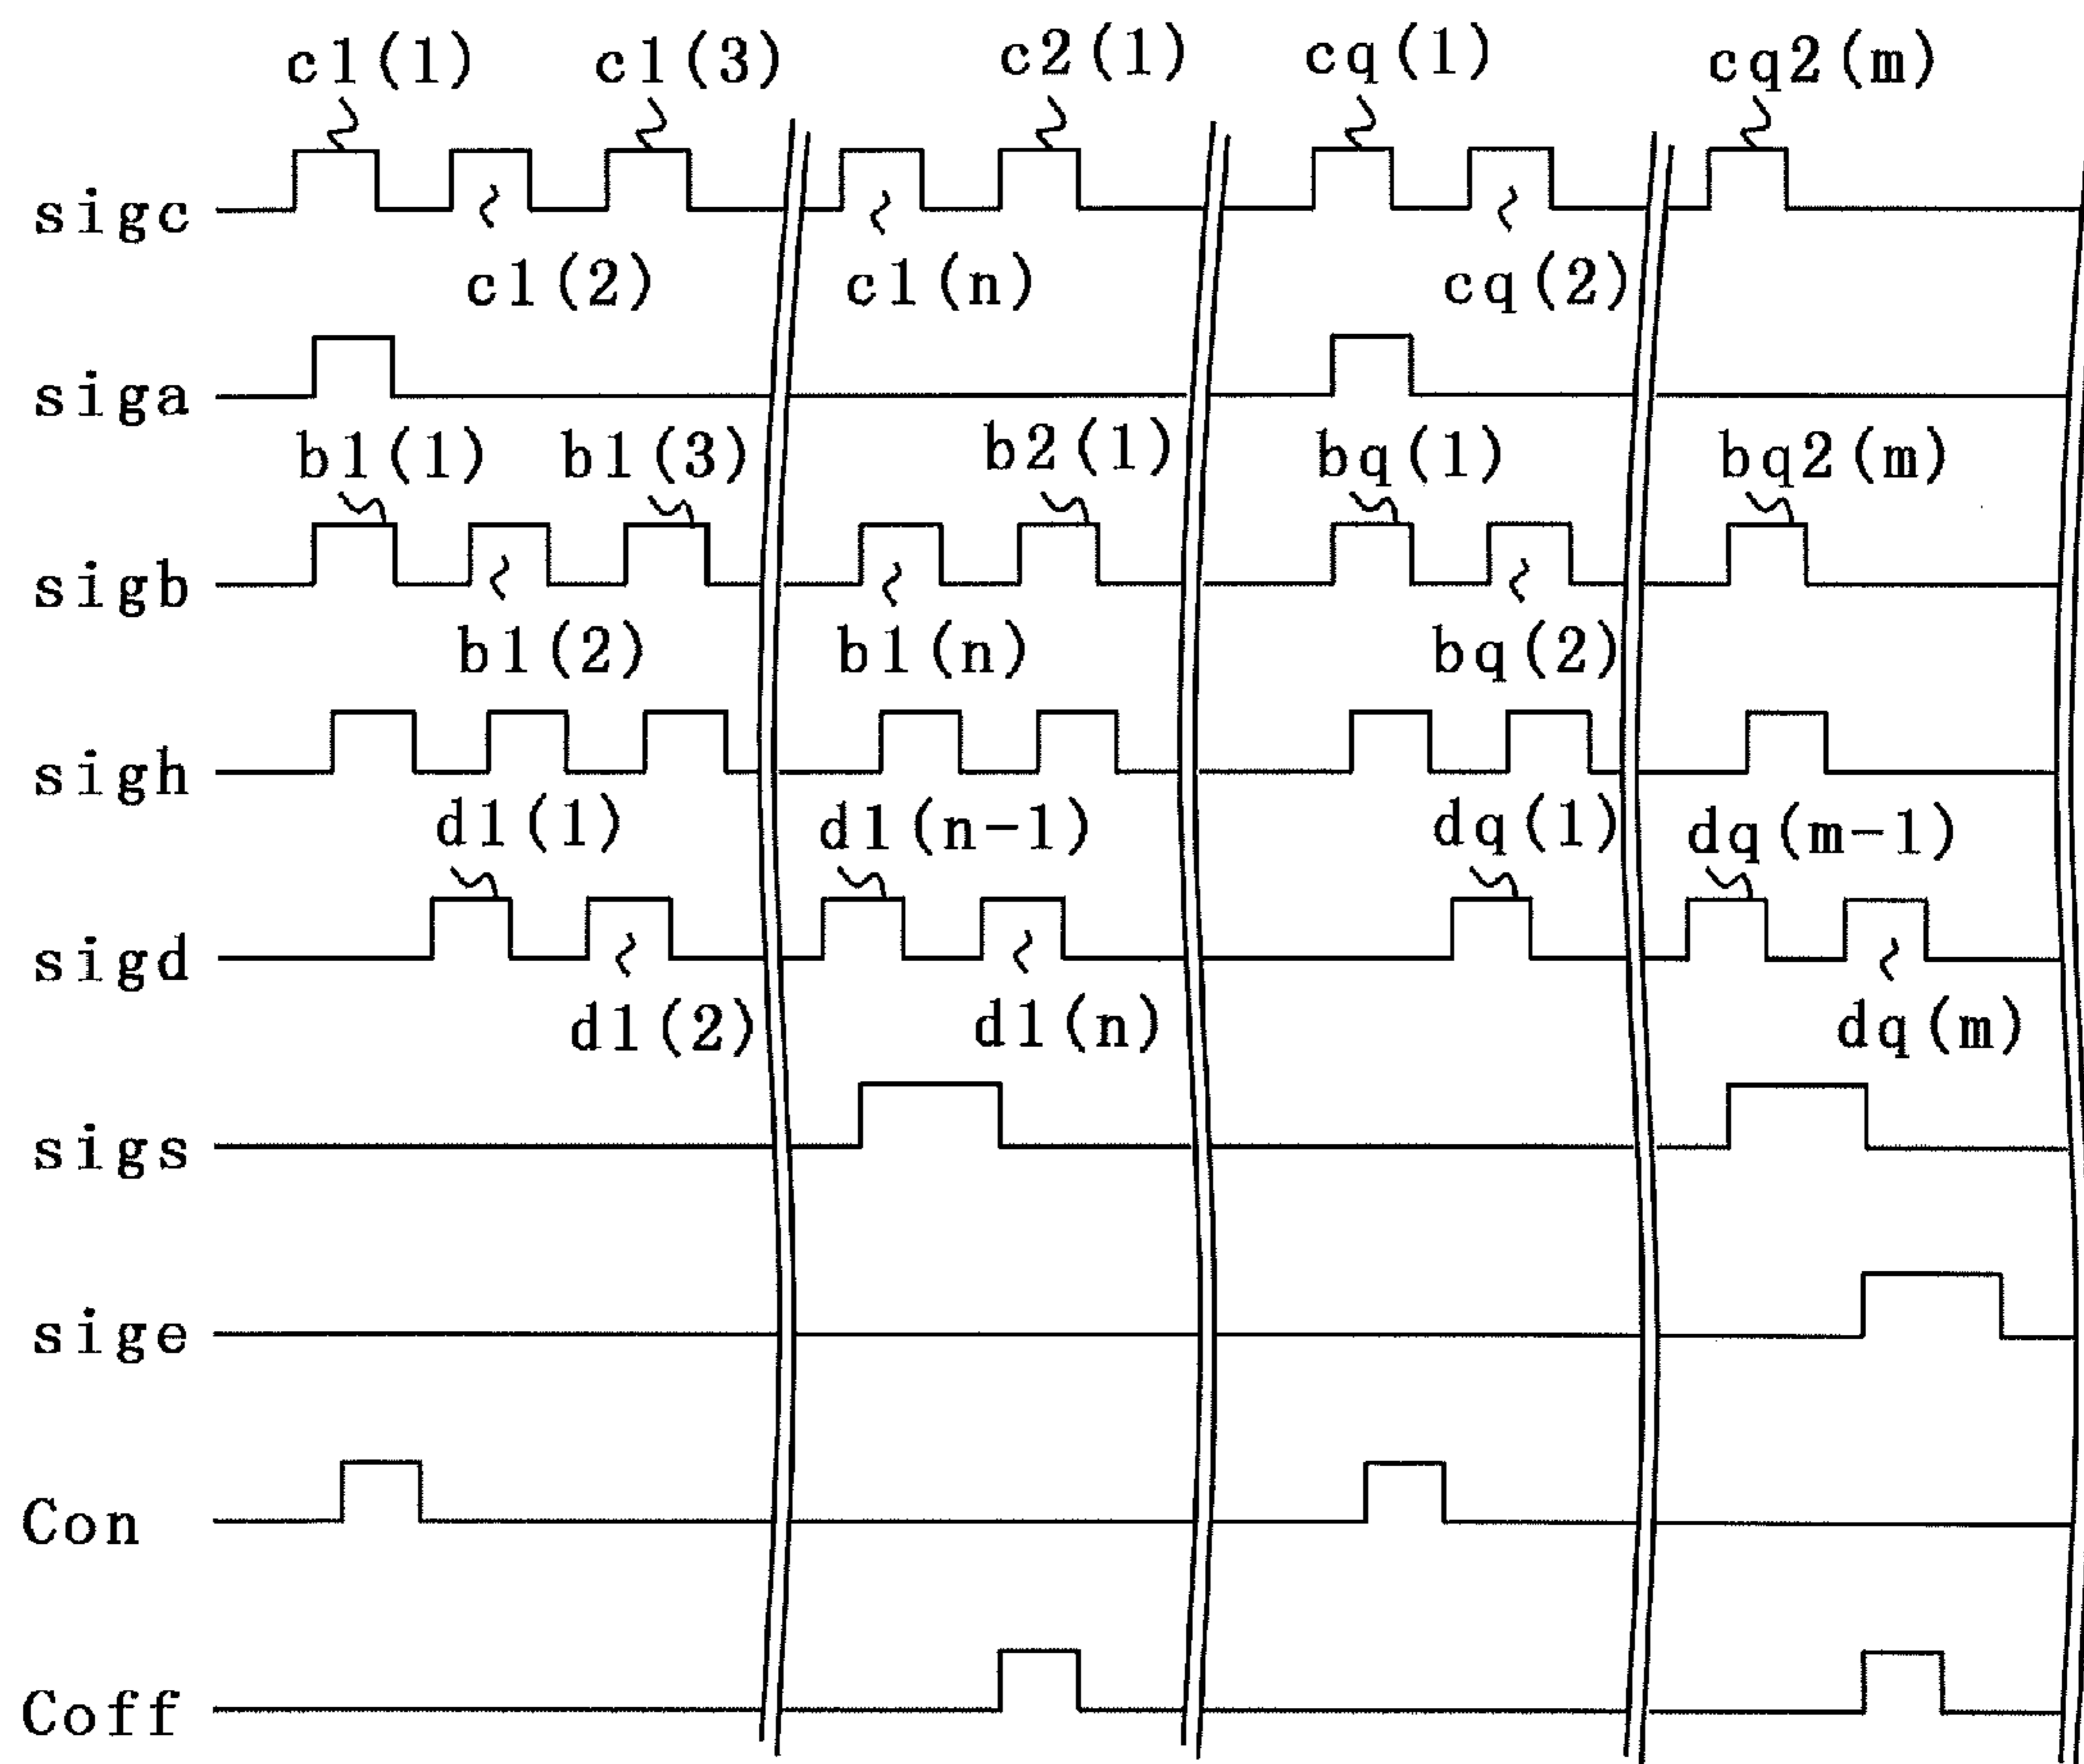 c1(1) c1(3) c2(1) cq(1) cq2(m)
sigc
c1(2) c1(n) cq(2)
siga
b1(1) b1(3) b2(1) bq(1) bq2(m)
sigb
b1(2) b1(n) bq(2)
sigh
d1(1) d1(n-1) dq(1) dq(m-1)
sigd
d1(2) d1(n) dq(m)
sigs
sige
Con
Coff